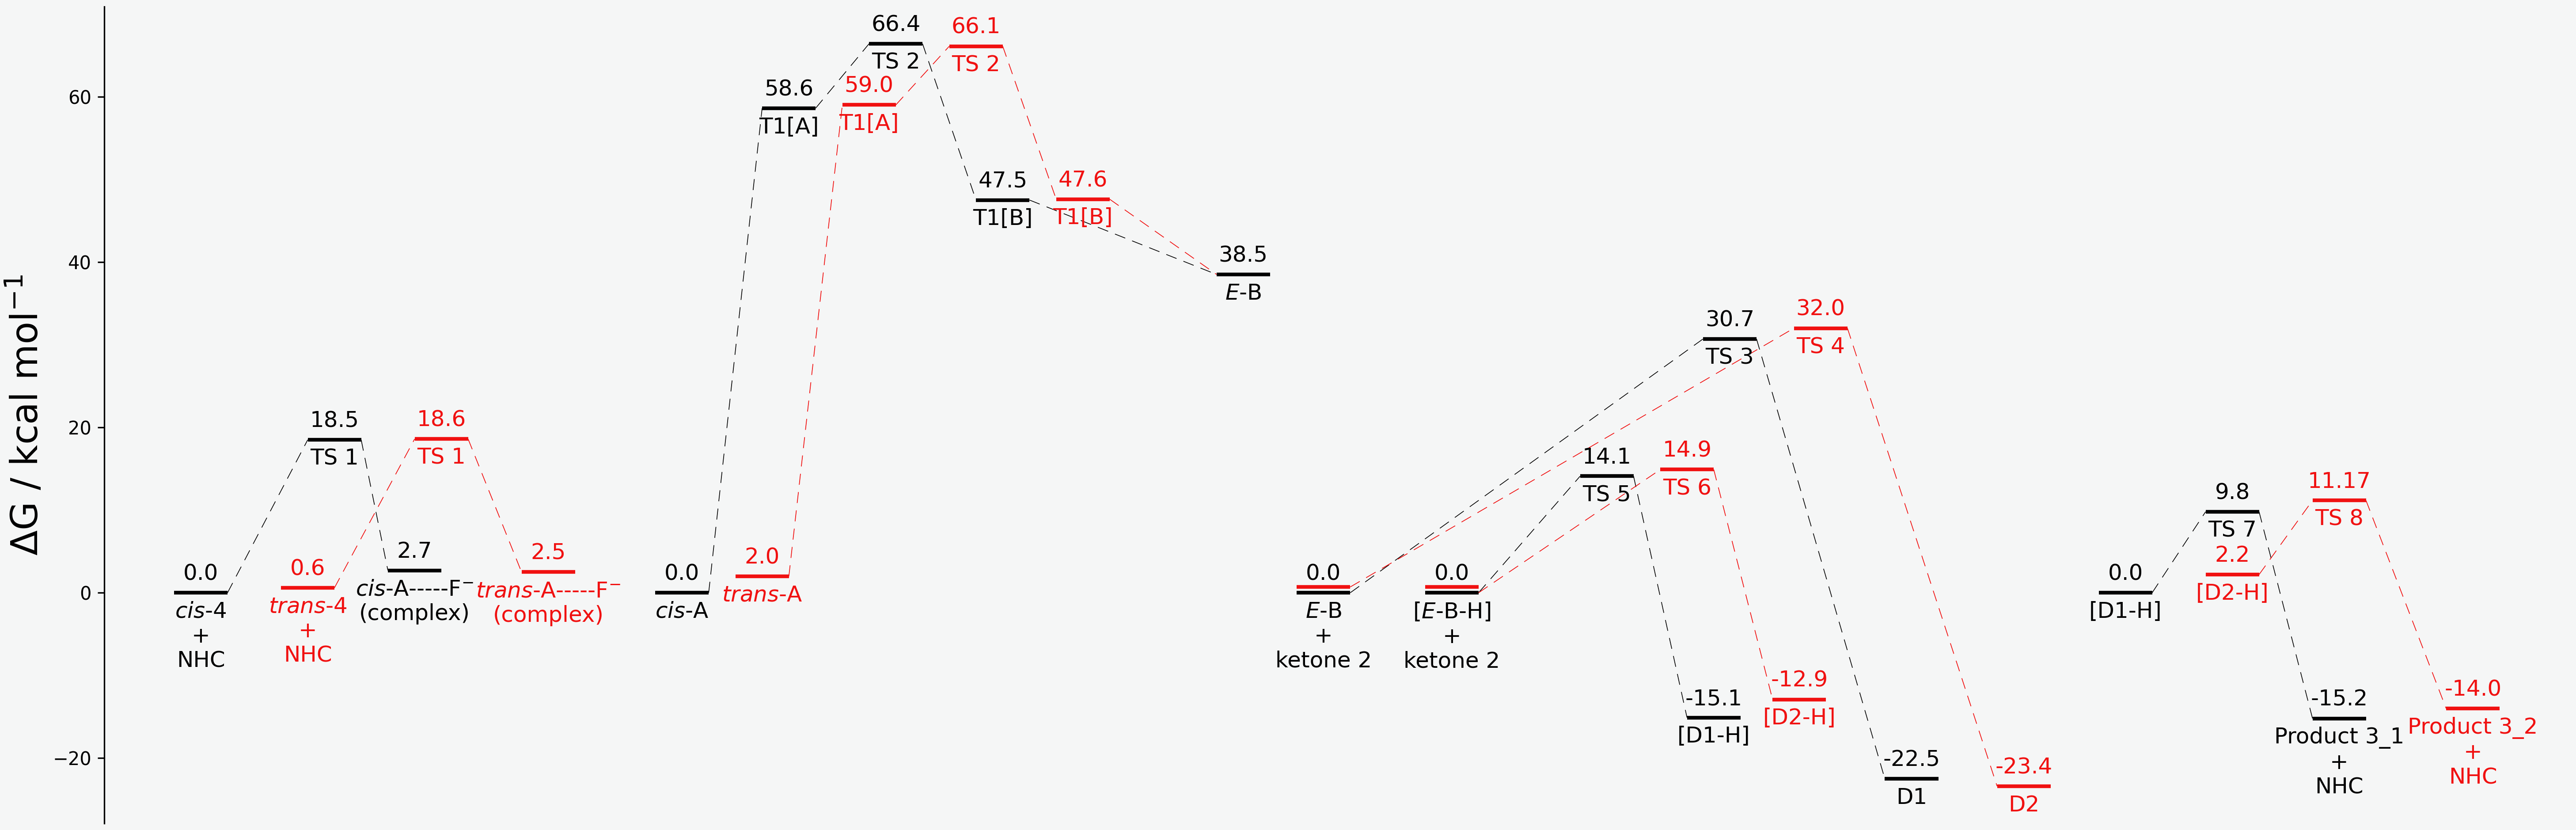 ΔG / kcal mol⁻¹
60
40
20
0
−20
0.0
cis-4
+
NHC
0.6
trans-4
+
NHC
18.5
TS 1
18.6
TS 1
2.7
cis-A-----F⁻
(complex)
2.5
trans-A-----F⁻
(complex)
0.0
cis-A
2.0
trans-A
58.6
T1[A]
59.0
T1[A]
66.4
TS 2
66.1
TS 2
47.5
T1[B]
47.6
T1[B]
38.5
E-B
0.0
E-B
+
ketone 2
0.0
[E-B-H]
+
ketone 2
14.1
TS 5
14.9
TS 6
30.7
TS 3
32.0
TS 4
-15.1
[D1-H]
-12.9
[D2-H]
-22.5
D1
-23.4
D2
0.0
[D1-H]
2.2
[D2-H]
9.8
TS 7
11.17
TS 8
-15.2
Product 3_1
+
NHC
-14.0
Product 3_2
+
NHC